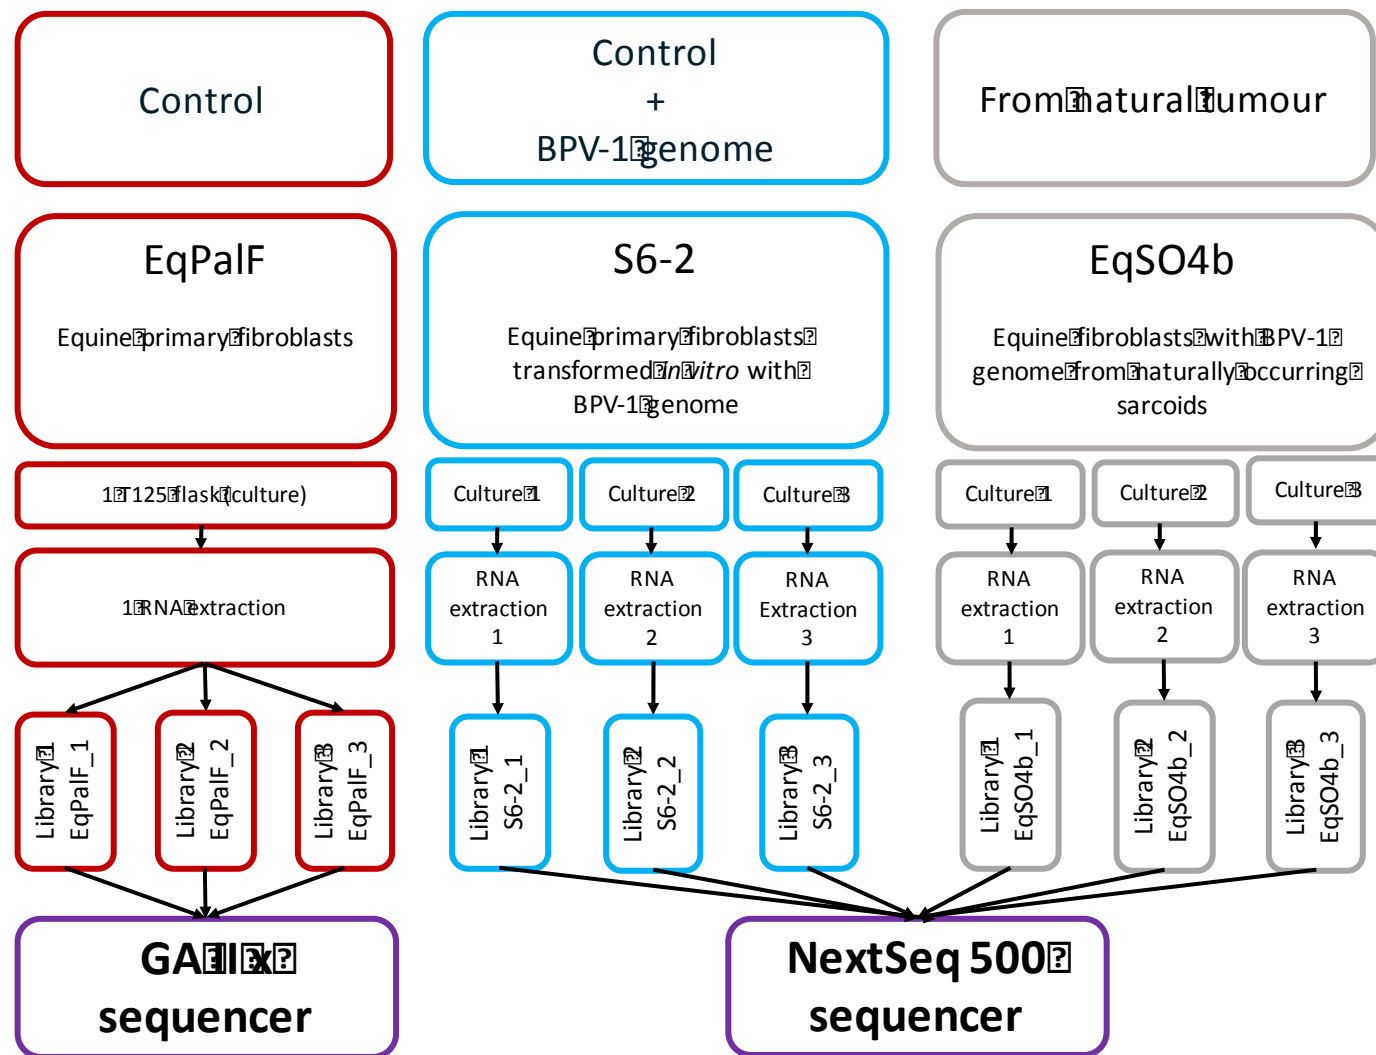 Control
Control
+
BPV-1 genome
From natural tumour
EqPalF
Equine primary fibroblasts
S6-2
Equine primary fibroblasts
transformed in vitro with
BPV-1 genome
EqSO4b
Equine fibroblasts with BPV-1
genome from naturally occurring
sarcoids
1 T125 flask (culture)
Culture 1
Culture 2
Culture 3
Culture 1
Culture 2
Culture 3
1 RNA extraction
RNA
extraction
1
RNA
extraction
2
RNA
Extraction
3
RNA
extraction
1
RNA
extraction
2
RNA
extraction
3
Library 1
EqPalF_1
Library 2
EqPalF_2
Library 3
EqPalF_3
Library 1
S6-2_1
Library 2
S6-2_2
Library 3
S6-2_3
Library 1
EqSO4b_1
Library 2
EqSO4b_2
Library 3
EqSO4b_3
GA II x
sequencer
NextSeq 500
sequencer